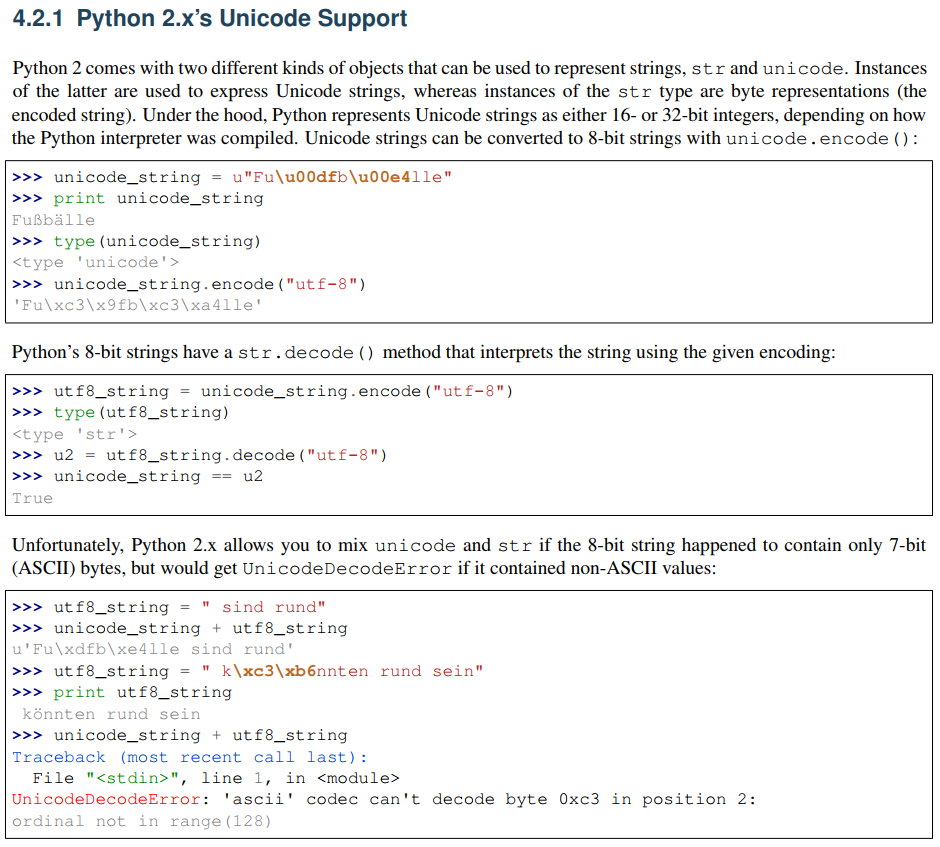 4.2.1 Python 2.x’s Unicode Support
Python 2 comes with two different kinds of objects that can be used to represent strings, str and unicode. Instances
of the latter are used to express Unicode strings, whereas instances of the str type are byte representations (the
encoded string). Under the hood, Python represents Unicode strings as either 16- or 32-bit integers, depending on how
the Python interpreter was compiled. Unicode strings can be converted to 8-bit strings with unicode.encode():
>>> unicode_string = u"Fu\u00dfb\u00e4lle"
>>> print unicode_string
Fußbälle
>>> type(unicode_string)
<type 'unicode'>
>>> unicode_string.encode("utf-8")
'Fu\xc3\x9fb\xc3\xa4lle'
Python’s 8-bit strings have a str.decode() method that interprets the string using the given encoding:
>>> utf8_string = unicode_string.encode("utf-8")
>>> type(utf8_string)
<type 'str'>
>>> u2 = utf8_string.decode("utf-8")
>>> unicode_string == u2
True
Unfortunately, Python 2.x allows you to mix unicode and str if the 8-bit string happened to contain only 7-bit
(ASCII) bytes, but would get UnicodeDecodeError if it contained non-ASCII values:
>>> utf8_string = " sind rund"
>>> unicode_string + utf8_string
u'Fu\xdfb\xe4lle sind rund'
>>> utf8_string = " k\xc3\xb6nnten rund sein"
>>> print utf8_string
 könnten rund sein
>>> unicode_string + utf8_string
Traceback (most recent call last):
  File "<stdin>", line 1, in <module>
UnicodeDecodeError: 'ascii' codec can't decode byte 0xc3 in position 2:
ordinal not in range(128)